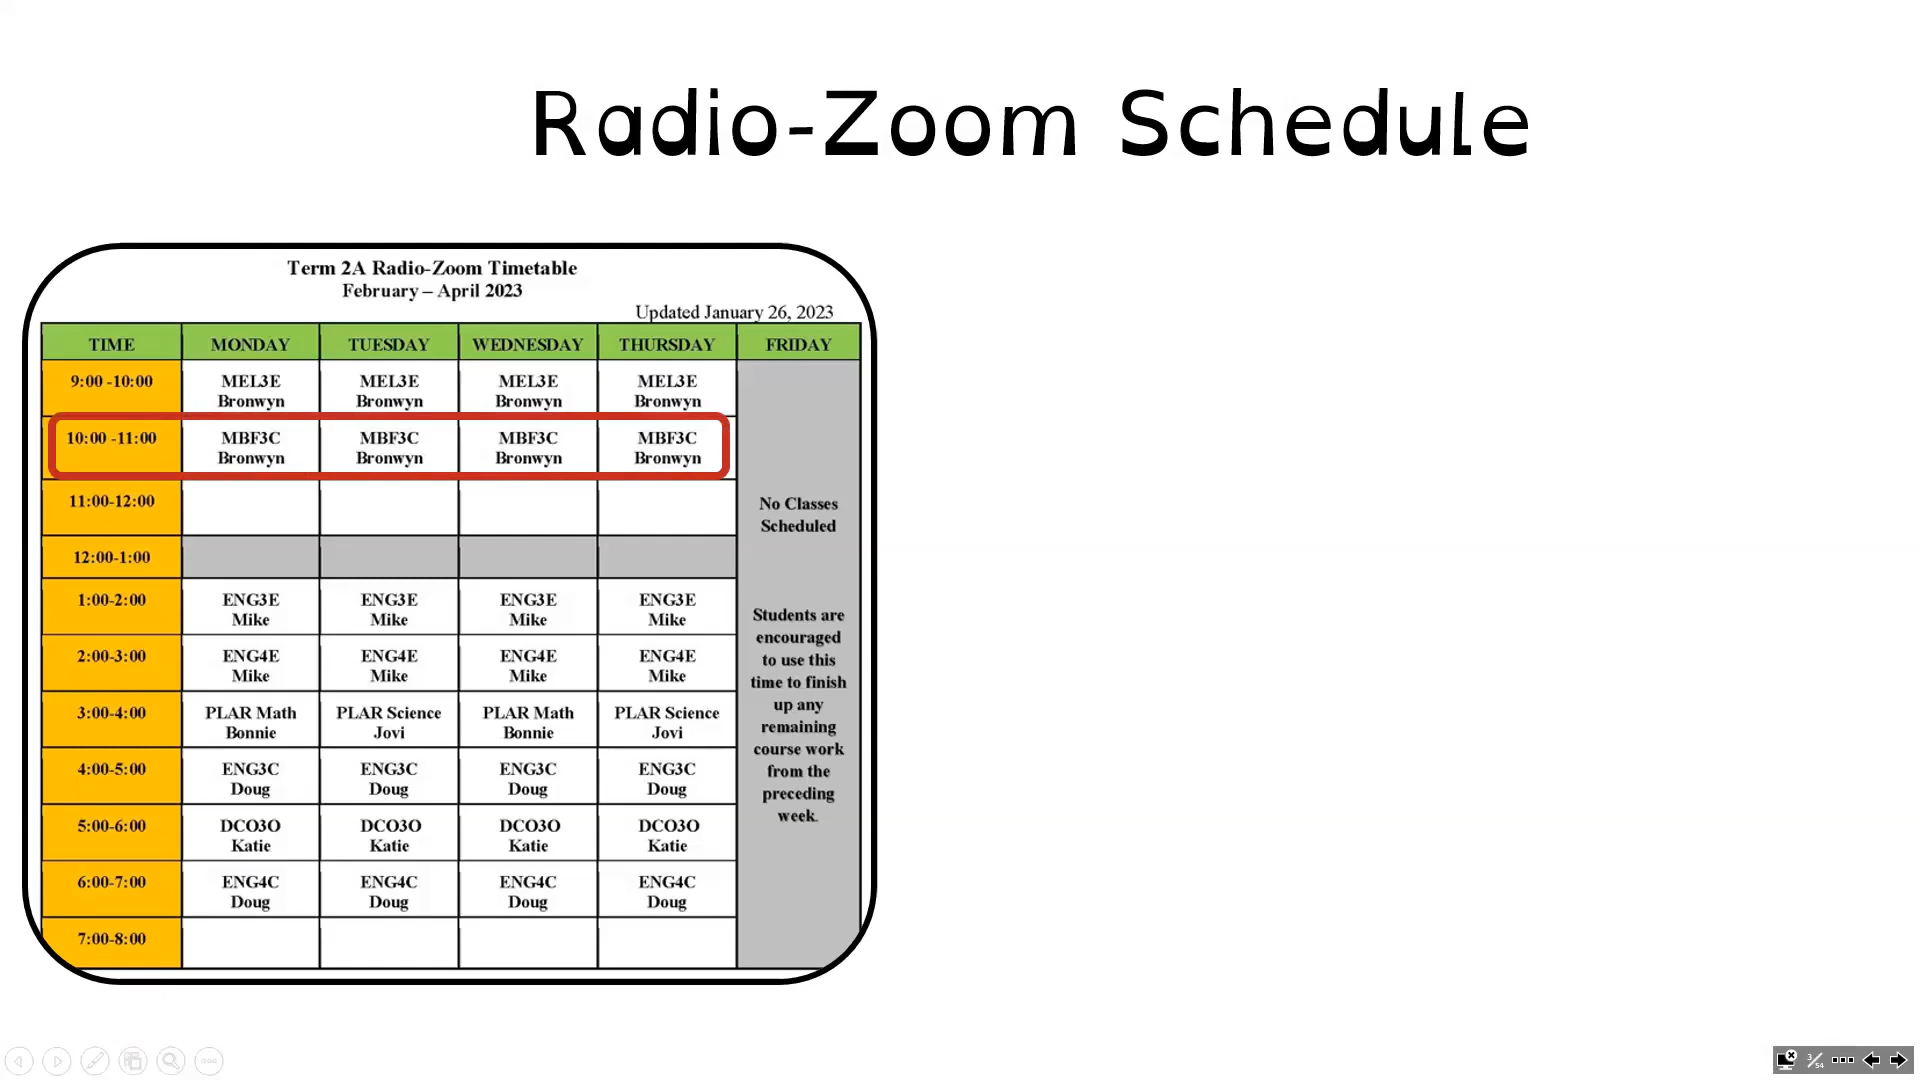 Radio-Zoom Schedule
Term 2A Radio-Zoom Timetable
February – April 2023
Updated January 26, 2023
TIME MONDAY TUESDAY WEDNESDAY THURSDAY FRIDAY
9:00 -10:00 MEL3E MEL3E MEL3E MEL3E
Bronwyn Bronwyn Bronwyn Bronwyn
10:00 -11:00 MBF3C MBF3C MBF3C MBF3C
Bronwyn Bronwyn Bronwyn Bronwyn
11:00-12:00
12:00-1:00
1:00-2:00 ENG3E ENG3E ENG3E ENG3E
Mike Mike Mike Mike
2:00-3:00 ENG4E ENG4E ENG4E ENG4E
Mike Mike Mike Mike
3:00-4:00 PLAR Math PLAR Science PLAR Math PLAR Science
Bonnie Jovi Bonnie Jovi
4:00-5:00 ENG3C ENG3C ENG3C ENG3C
Doug Doug Doug Doug
5:00-6:00 DCO3O DCO3O DCO3O DCO3O
Katie Katie Katie Katie
6:00-7:00 ENG4C ENG4C ENG4C ENG4C
Doug Doug Doug Doug
7:00-8:00
No Classes
Scheduled
Students are
encouraged
to use this
time to finish
up any
remaining
course work
from the
preceding
week.
3/54